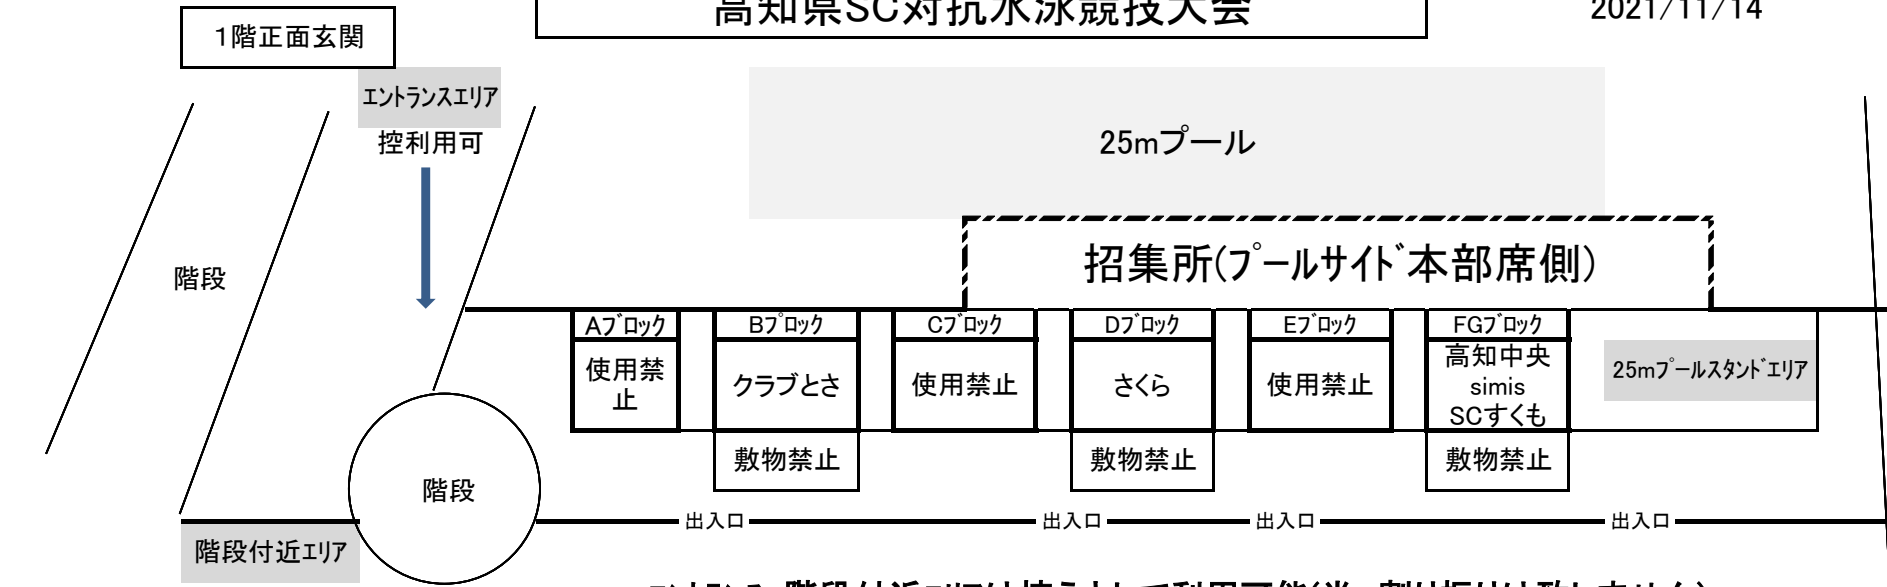 高知県SC対抗水泳競技大会
2021/11/14
1階正面玄関
エントランスエリア
控利用可
25mプール
階段
招集所(プールサイド本部席側)
Aブロック
Bブロック
Cブロック
Dブロック
Eブロック
FGブロック
使用禁
止
クラブとさ
使用禁止
さくら
使用禁止
高知中央
simis
SCすくも
25mプールスタンドエリア
敷物禁止
敷物禁止
敷物禁止
階段
出入口
出入口
出入口
出入口
階段付近エリア